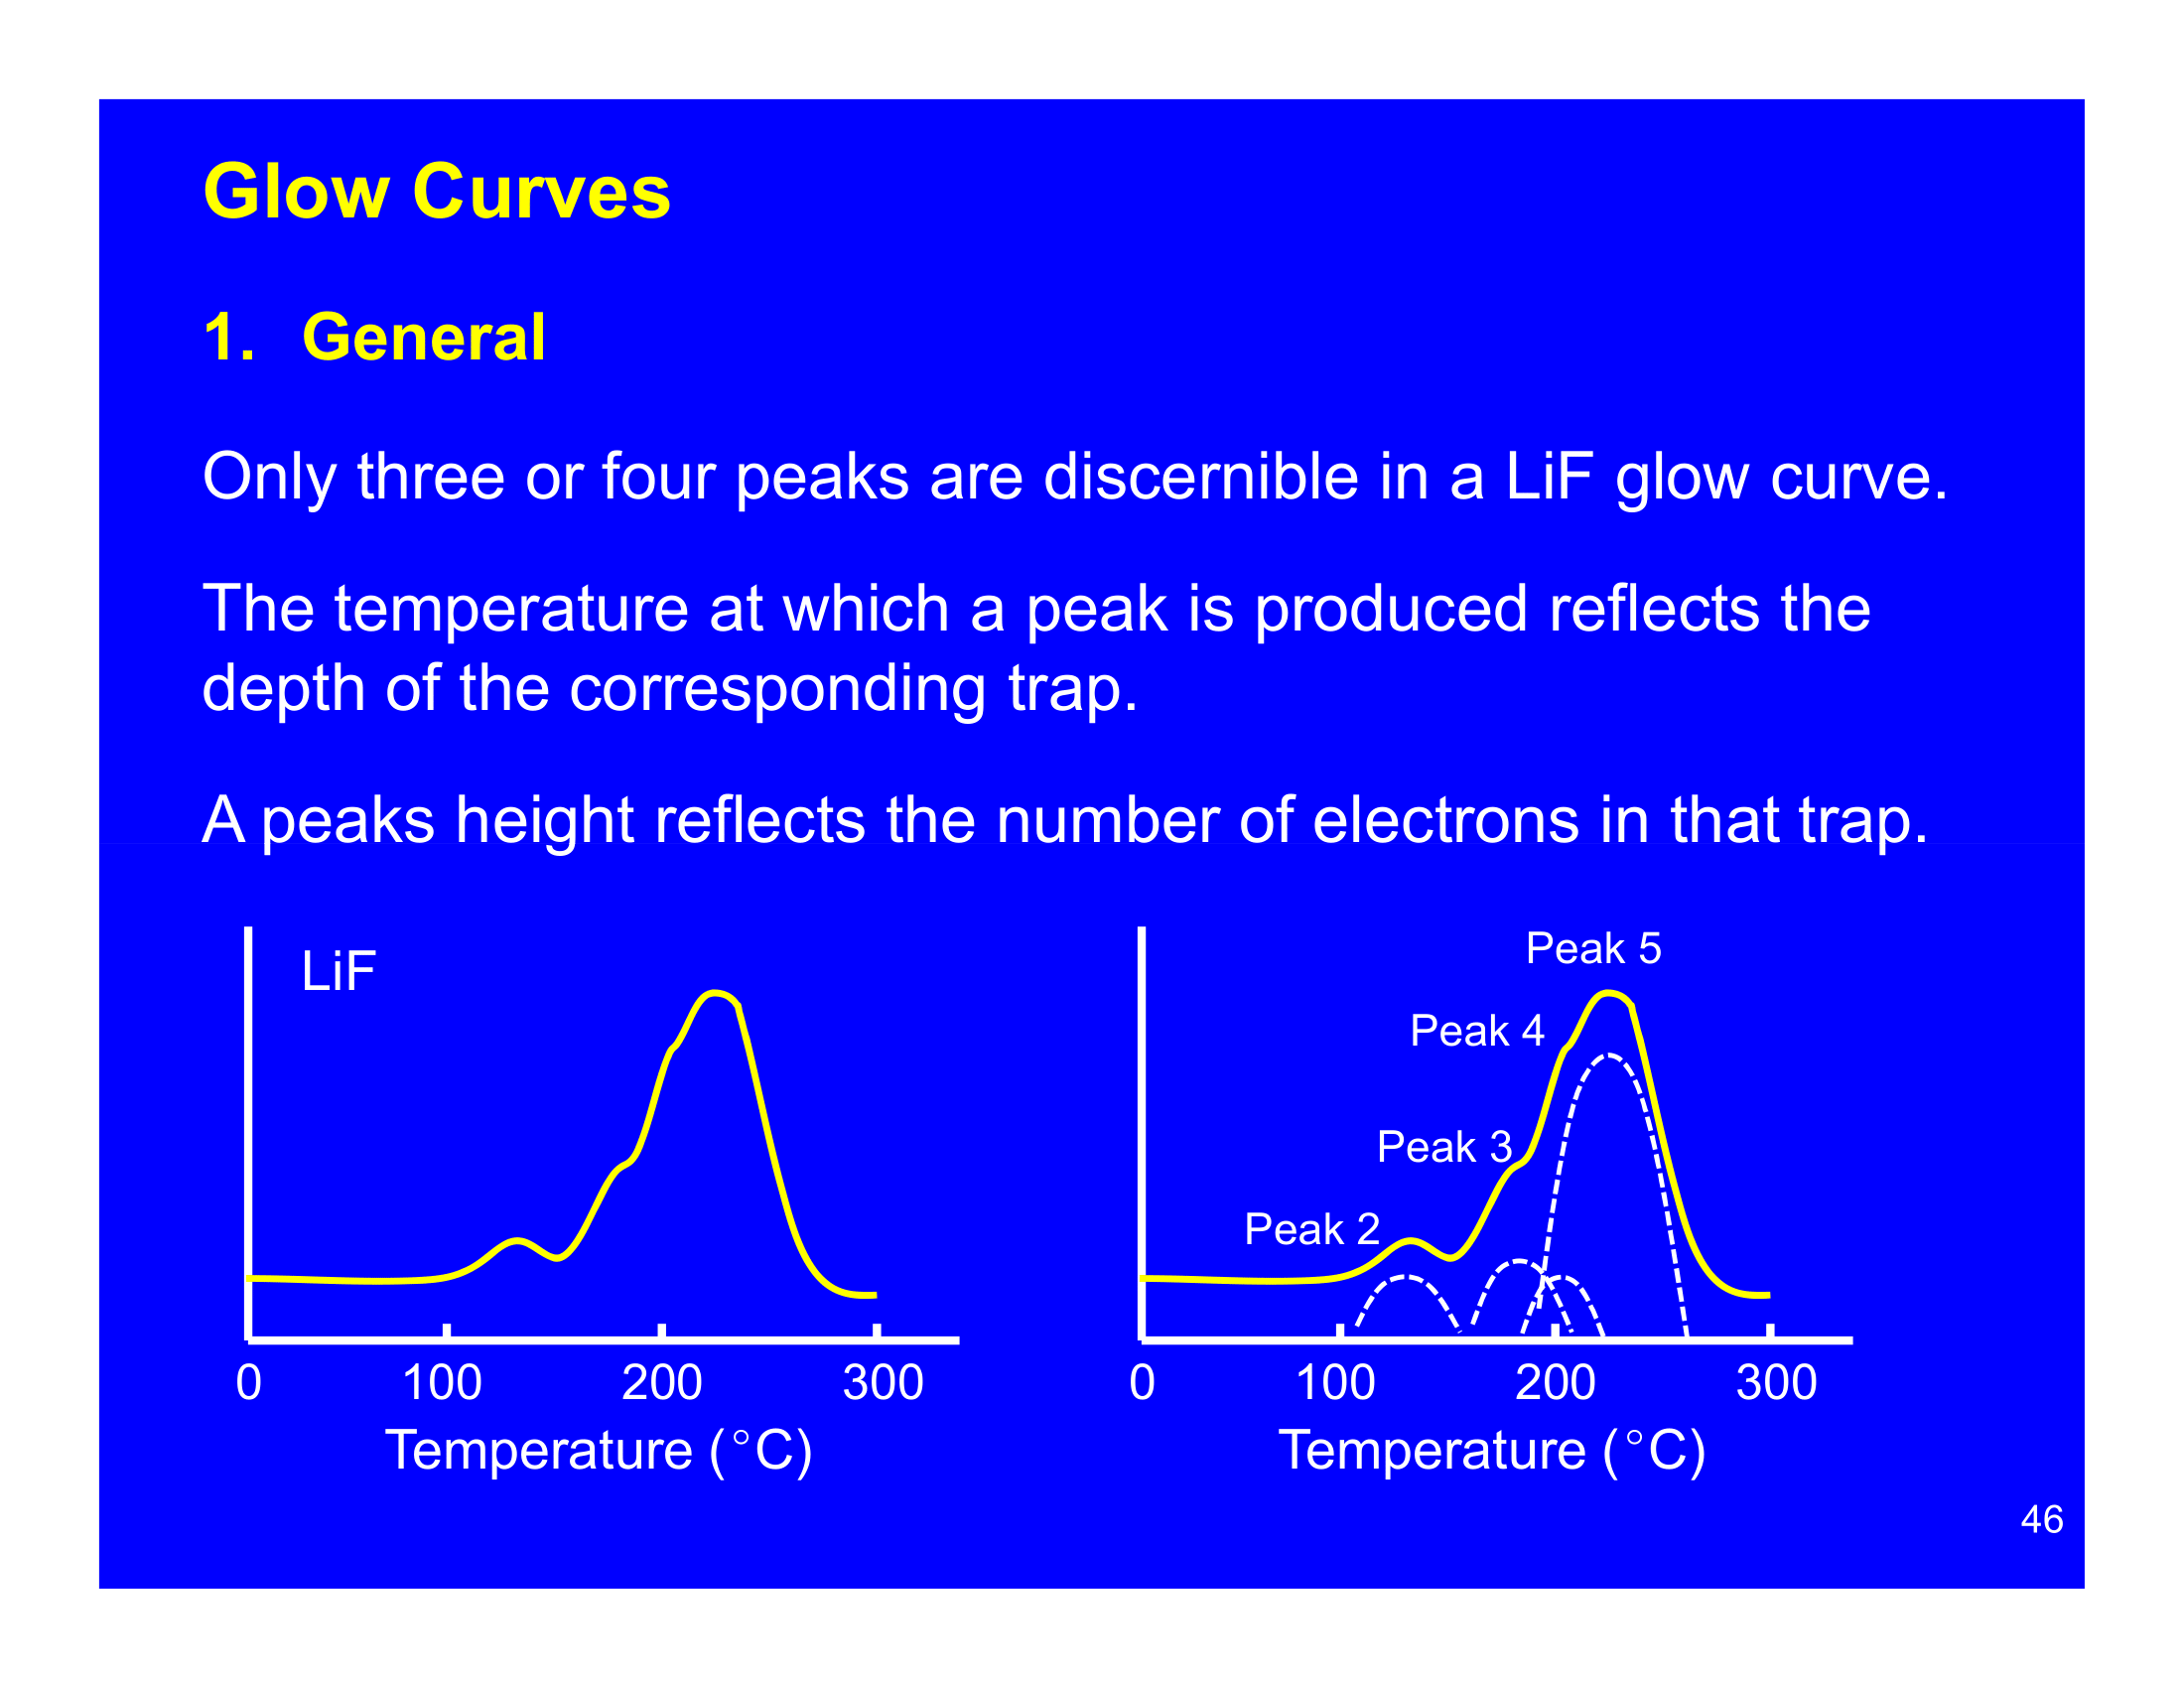 Glow Curves
1. General
Only three or four peaks are discernible in a LiF glow curve.
The temperature at which a peak is produced reflects the
depth of the corresponding trap.
A peaks height reflects the number of electrons in that trap.
LiF
0 100 200 300
Temperature (°C)
Peak 5
Peak 4
Peak 3
Peak 2
0 100 200 300
Temperature (°C)
46